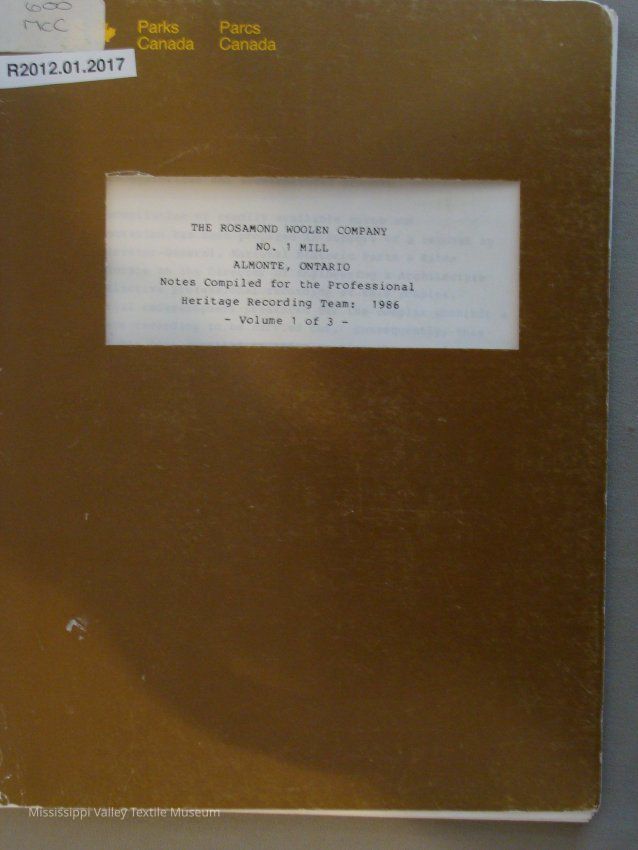 600
McC
R2012.01.2017
Parks Canada
Parcs Canada
THE ROSAMOND WOOLEN COMPANY
NO. 1 MILL
ALMONTE, ONTARIO
Notes Compiled for the Professional
Heritage Recording Team: 1986
- Volume 1 of 3 -
Mississippi Valley Textile Museum